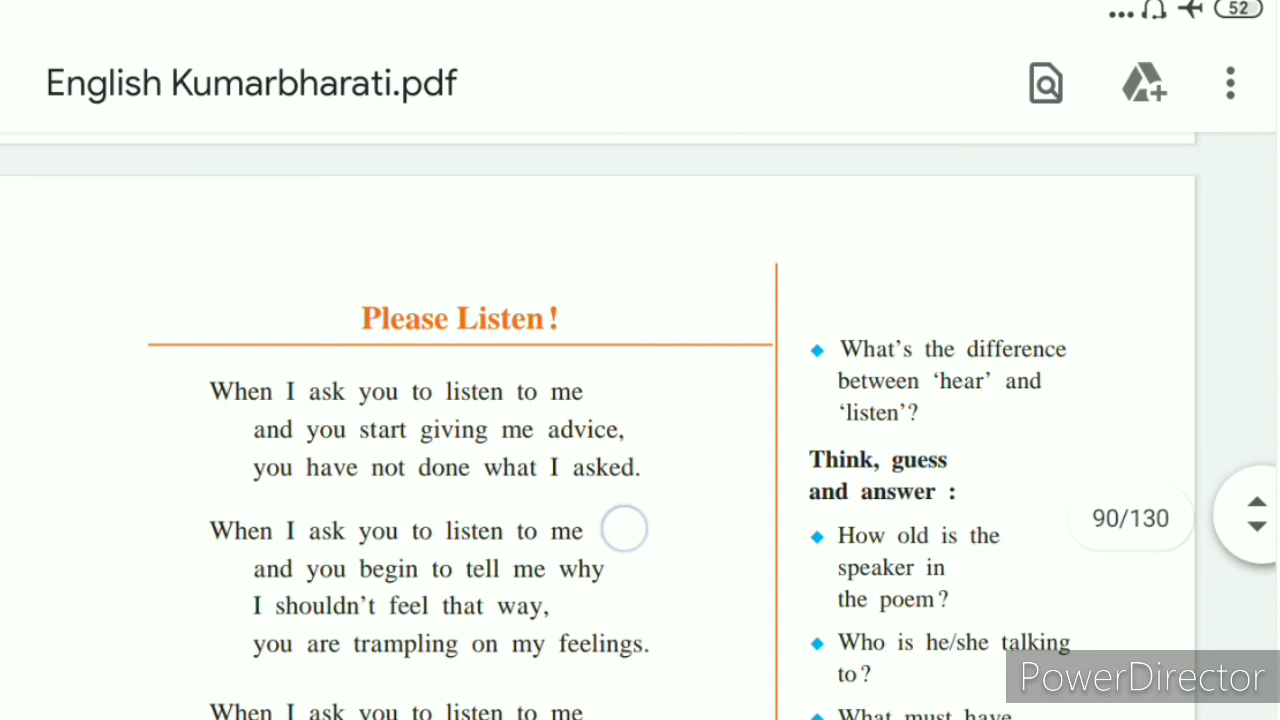 52
English Kumarbharati.pdf
Please Listen!
When I ask you to listen to me
and you start giving me advice,
you have not done what I asked.
When I ask you to listen to me
and you begin to tell me why
I shouldn't feel that way,
you are trampling on my feelings.
When I ask you to listen to me
◆ What's the difference
between ‘hear’ and
‘listen’?
Think, guess
and answer :
◆ How old is the
speaker in
the poem?
◆ Who is he/she talking
to?
◆ What must have
90/130
PowerDirector